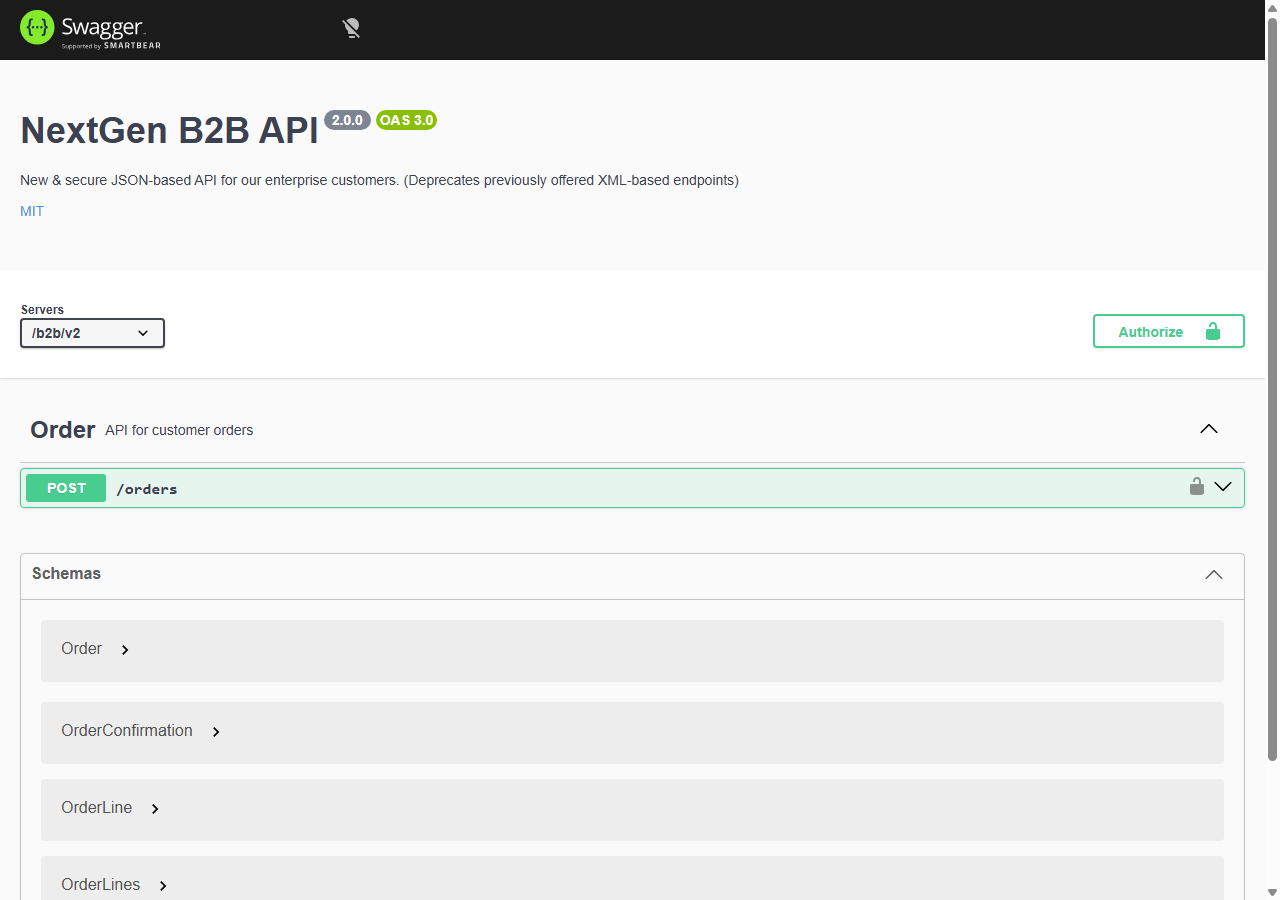 Swagger
Supported by SMARTBEAR
NextGen B2B API 2.0.0 OAS 3.0
New & secure JSON-based API for our enterprise customers. (Deprecates previously offered XML-based endpoints)
MIT
Servers
/b2b/v2
Authorize
Order API for customer orders
POST /orders
Schemas
Order
OrderConfirmation
OrderLine
OrderLines